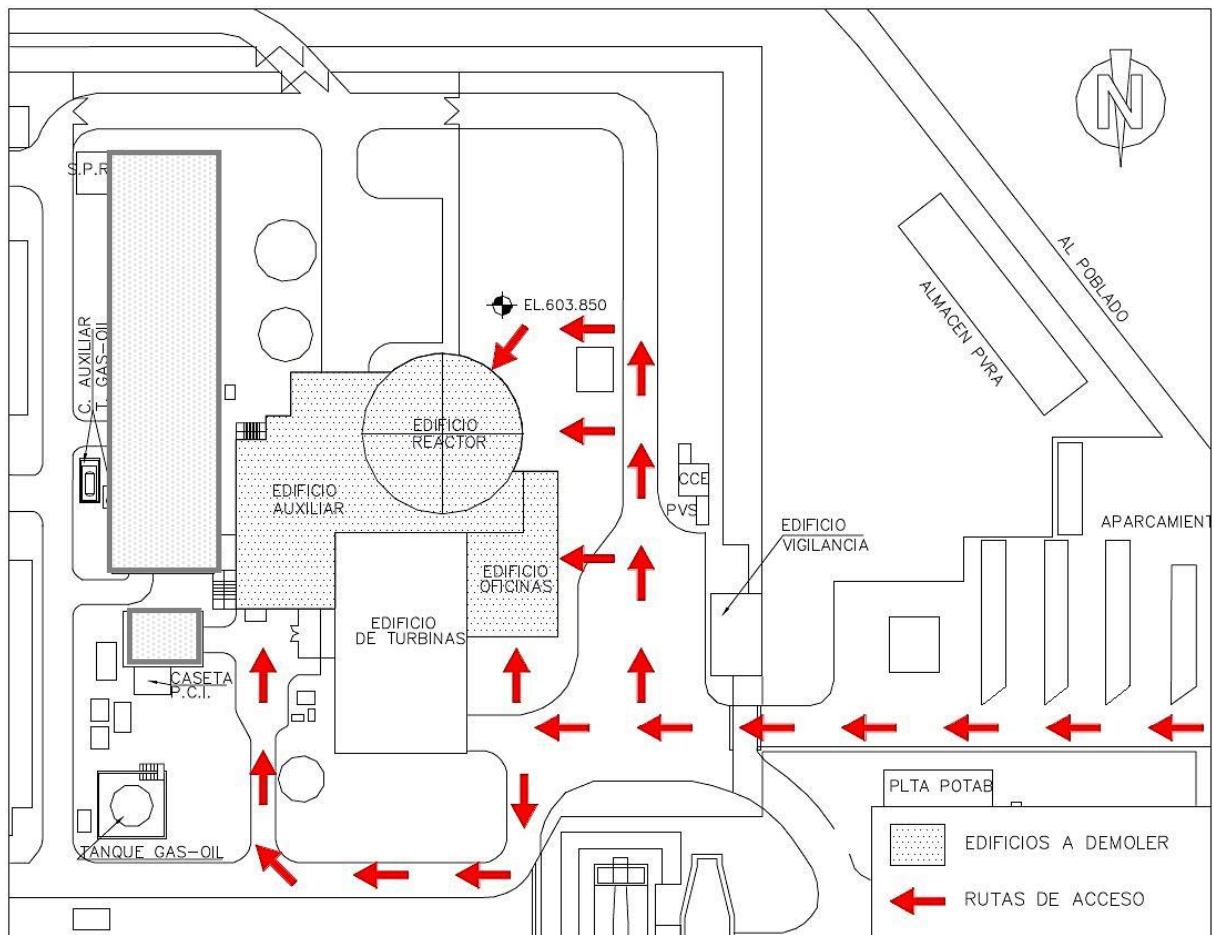 N
S.P.R
AL POBLADO
ALMACEN PVRA
EL.603.850
C. AUXILIAR
T. GAS-OIL
EDIFICIO
REACTOR
CCE
PVS
EDIFICIO
AUXILIAR
EDIFICIO
VIGILANCIA
APARCAMIENT
EDIFICIO
OFICINAS
EDIFICIO
DE TURBINAS
CASETA
P.C.I.
TANQUE GAS-OIL
PLTA POTAB
EDIFICIOS A DEMOLER
RUTAS DE ACCESO